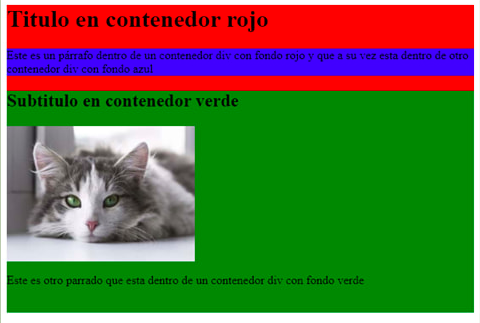 Titulo en contenedor rojo
Este es un párrafo dentro de un contenedor div con fondo rojo y que a su vez esta dentro de otro
contenedor div con fondo azul
Subtitulo en contenedor verde
Este es otro parrado que esta dentro de un contenedor div con fondo verde